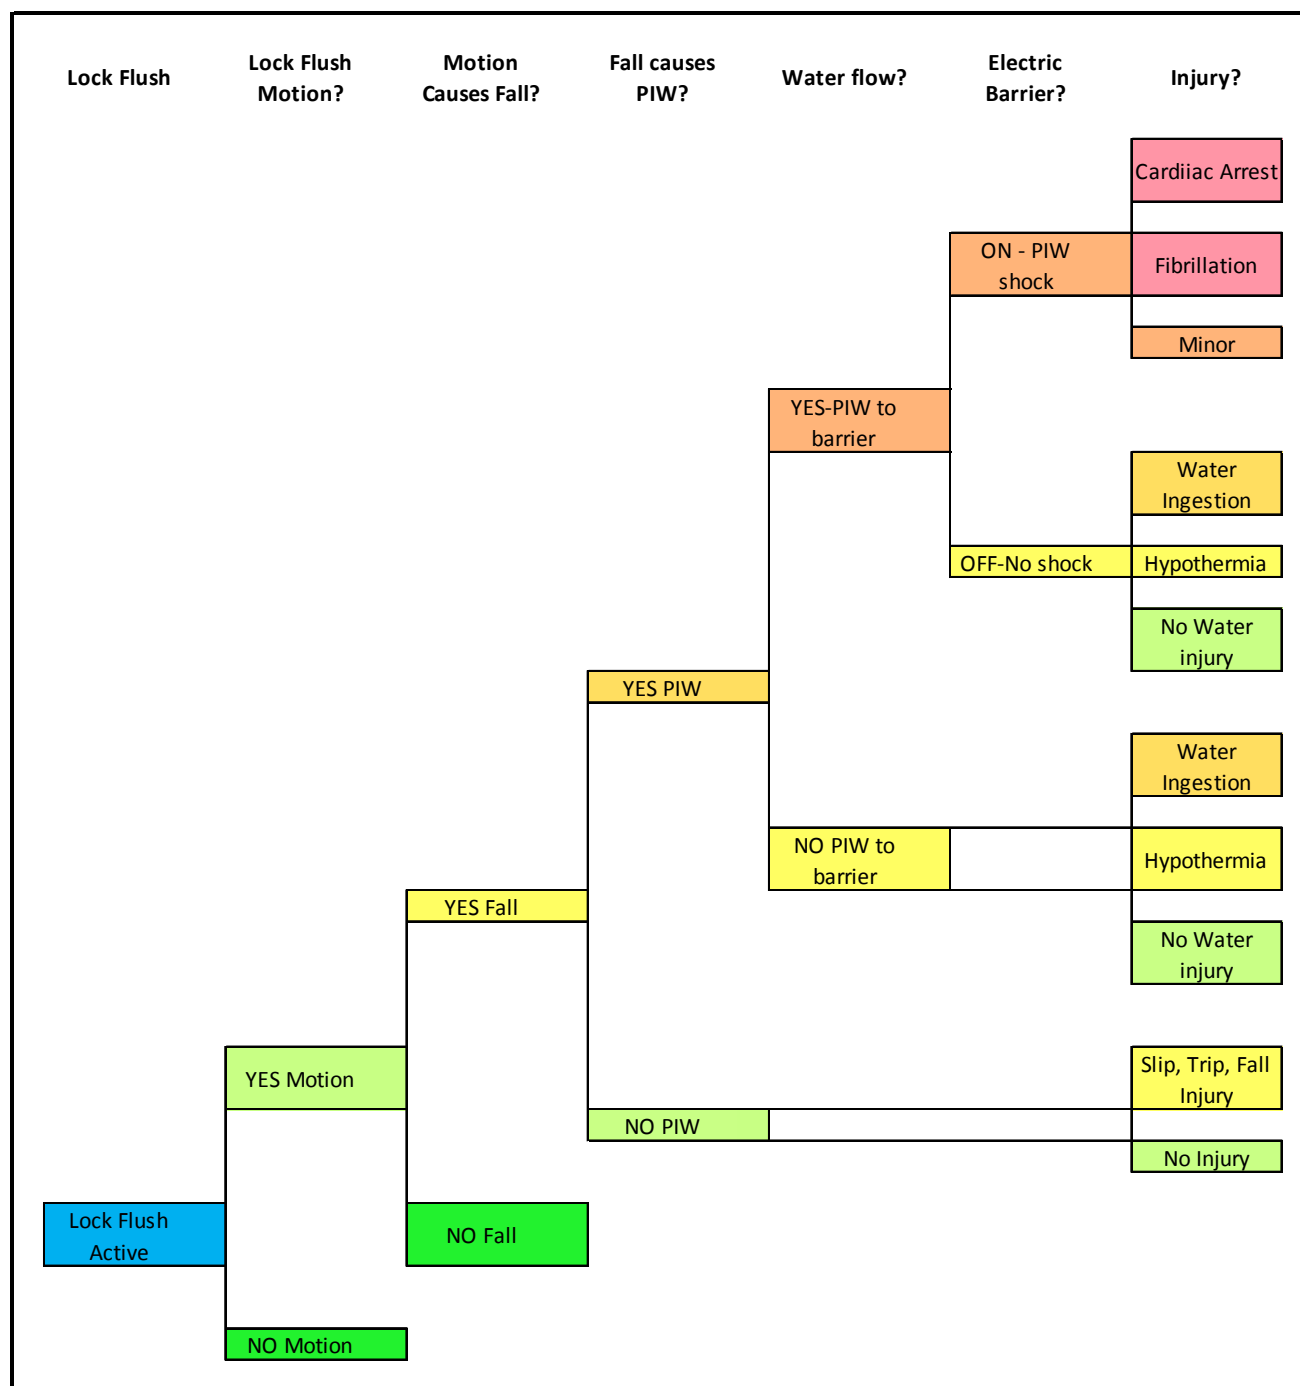 Lock Flush
Lock Flush
Motion?
Motion
Causes Fall?
Fall causes
PIW?
Water flow?
Electric
Barrier?
Injury?
Cardiiac Arrest
ON - PIW
shock
Fibrillation
Minor
YES-PIW to
barrier
Water
Ingestion
OFF-No shock
Hypothermia
No Water
injury
YES PIW
Water
Ingestion
NO PIW to
barrier
Hypothermia
YES Fall
No Water
injury
YES Motion
Slip, Trip, Fall
Injury
NO PIW
No Injury
Lock Flush
Active
NO Fall
NO Motion